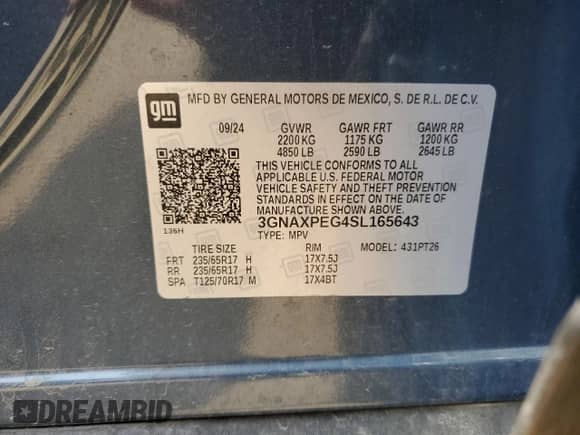 gm MFD BY GENERAL MOTORS DE MEXICO, S. DE R.L. DE C.V.
09/24 GVWR GAWR FRT GAWR RR
2200 KG 1175 KG 1200 KG
4850 LB 2590 LB 2645 LB
THIS VEHICLE CONFORMS TO ALL
APPLICABLE U.S. FEDERAL MOTOR
VEHICLE SAFETY AND THEFT PREVENTION
STANDARDS IN EFFECT ON THE DATE OF
MANUFACTURE SHOWN ABOVE.
3GNAXPEG4SL165643
136H TYPE: MPV
TIRE SIZE RIM MODEL: 431PT26
FRT 235/65R17 H 17X7.5J
RR 235/65R17 H 17X7.5J
SPA T125/70R17 M 17X4BT
DREAMBID